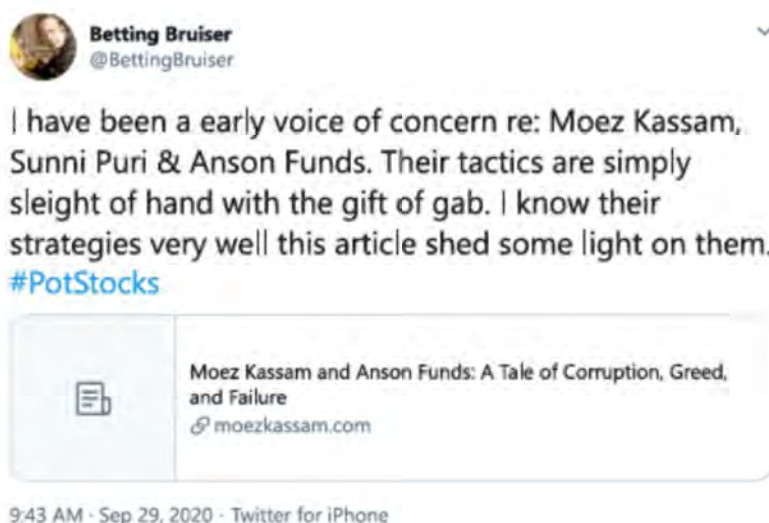 Betting Bruiser
@BettingBruiser
I have been a early voice of concern re: Moez Kassam,
Sunni Puri & Anson Funds. Their tactics are simply
sleight of hand with the gift of gab. I know their
strategies very well this article shed some light on them.
#PotStocks
Moez Kassam and Anson Funds: A Tale of Corruption, Greed,
and Failure
moezkassam.com
9:43 AM · Sep 29, 2020 · Twitter for iPhone